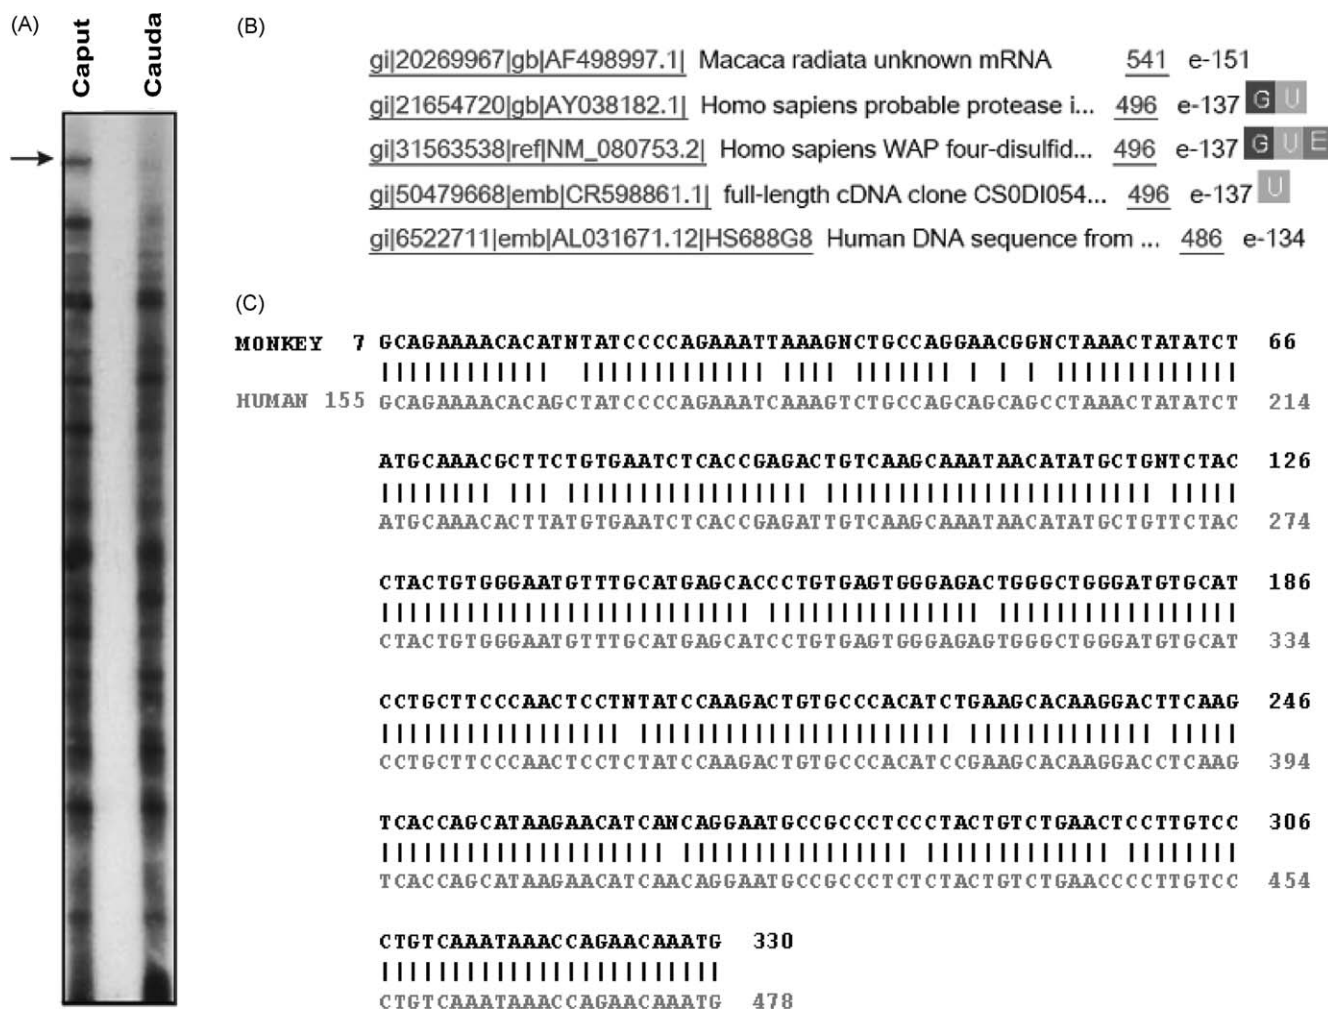 (A)
Caput
Cauda
(B)
gi|20269967|gb|AF498997.1| Macaca radiata unknown mRNA 541 e-151
gi|21654720|gb|AY038182.1| Homo sapiens probable protease i... 496 e-137 G U
gi|31563538|ref|NM_080753.2| Homo sapiens WAP four-disulfid... 496 e-137 G U E
gi|50479668|emb|CR598861.1| full-length cDNA clone CS0DI054... 496 e-137 U
gi|6522711|emb|AL031671.12|HS688G8 Human DNA sequence from ... 486 e-134
(C)
MONKEY 7 GCAGAAAACACATNTATCCCCAGAAATTAAAGNCTGCCAGGAACGGNCTAAACTATATCT 66
HUMAN 155 GCAGAAAACACAGCTATCCCCAGAAATCAAAGTCTGCCAGCAGCAGCCTAAACTATATCT 214
ATGCAAACGCTTCTGTGAATCTCACCGAGACTGTCAAGCAAATAACATATGCTGNTCTAC 126
ATGCAAACACTTATGTGAATCTCACCGAGATTGTCAAGCAAATAACATATGCTGTTCTAC 274
CTACTGTGGGAATGTTTGCATGAGCACCCTGTGAGTGGGAGACTGGGCTGGGATGTGCAT 186
CTACTGTGGGAATGTTTGCATGAGCATCCTGTGAGTGGGAGAGTGGGCTGGGATGTGCAT 334
CCTGCTTCCCAACTCCTNTATCCAAGACTGTGCCCACATCTGAAGCACAAGGACTTCAAG 246
CCTGCTTCCCAACTCCTCTATCCAAGACTGTGCCCACATCCGAAGCACAAGGACCTCAAG 394
TCACCAGCATAAGAACATCANCAGGAATGCCGCCCTCCCTACTGTCTGAACTCCTTGTCC 306
TCACCAGCATAAGAACATCAACAGGAATGCCGCCCTCTCTACTGTCTGAACCCCTTGTCC 454
CTGTCAAATAAACCAGAACAAATG 330
CTGTCAAATAAACCAGAACAAATG 478